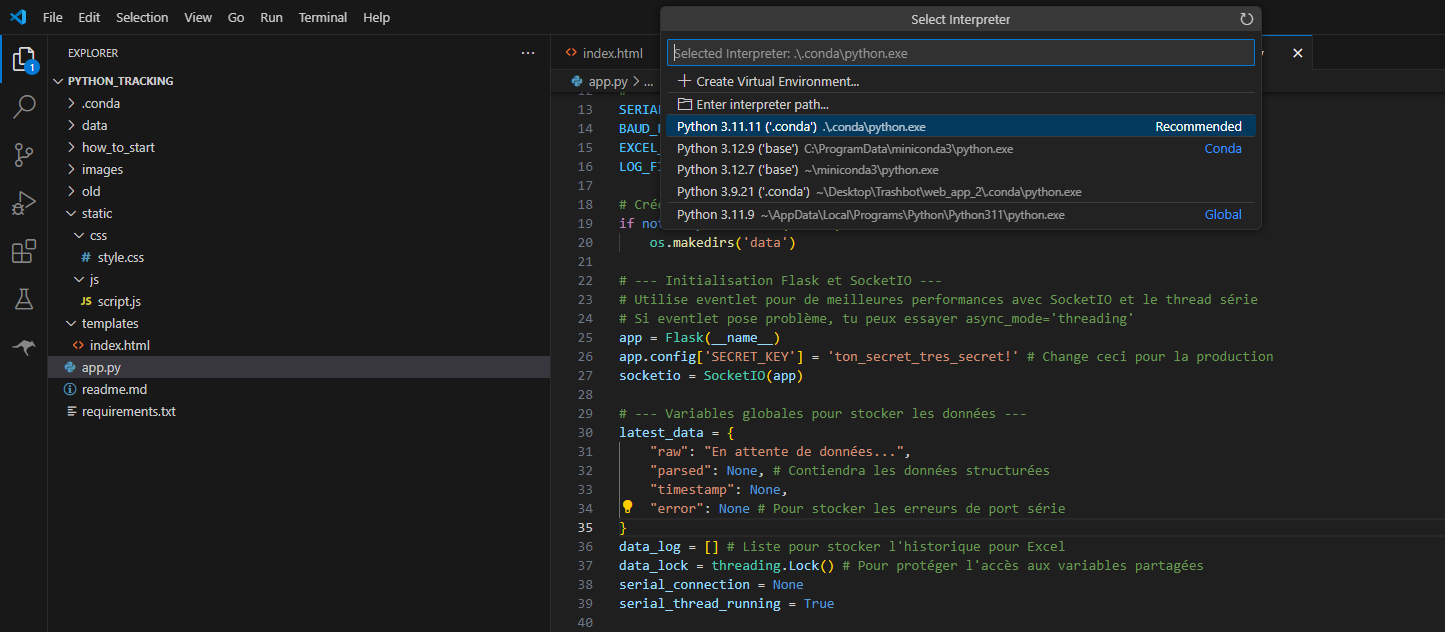 File Edit Selection View Go Run Terminal Help
Select Interpreter
Selected Interpreter: .\.conda\python.exe
Create Virtual Environment...
Enter interpreter path...
Python 3.11.11 ('.conda') .\.conda\python.exe Recommended
Python 3.12.9 ('base') C:\ProgramData\miniconda3\python.exe Conda
Python 3.12.7 ('base') ~\miniconda3\python.exe
Python 3.9.21 ('.conda') ~\Desktop\Trashbot\web_app_2\.conda\python.exe
Python 3.11.9 ~\AppData\Local\Programs\Python\Python311\python.exe Global
EXPLORER
1
PYTHON_TRACKING
.conda
data
how_to_start
images
old
static
css
# style.css
js
JS script.js
templates
<> index.html
app.py
readme.md
requirements.txt
<> index.html
app.py > ...
13 SERIAL
14 BAUD_
15 EXCEL_
16 LOG_FI
17
18 # Cré
19 if not
20 os.makedirs('data')
21
22 # --- Initialisation Flask et SocketIO ---
23 # Utilise eventlet pour de meilleures performances avec SocketIO et le thread série
24 # Si eventlet pose problème, tu peux essayer async_mode='threading'
25 app = Flask(__name__)
26 app.config['SECRET_KEY'] = 'ton_secret_tres_secret!' # Change ceci pour la production
27 socketio = SocketIO(app)
28
29 # --- Variables globales pour stocker les données ---
30 latest_data = {
31 "raw": "En attente de données...",
32 "parsed": None, # Contiendra les données structurées
33 "timestamp": None,
34 "error": None # Pour stocker les erreurs de port série
35 }
36 data_log = [] # Liste pour stocker l'historique pour Excel
37 data_lock = threading.Lock() # Pour protéger l'accès aux variables partagées
38 serial_connection = None
39 serial_thread_running = True
40